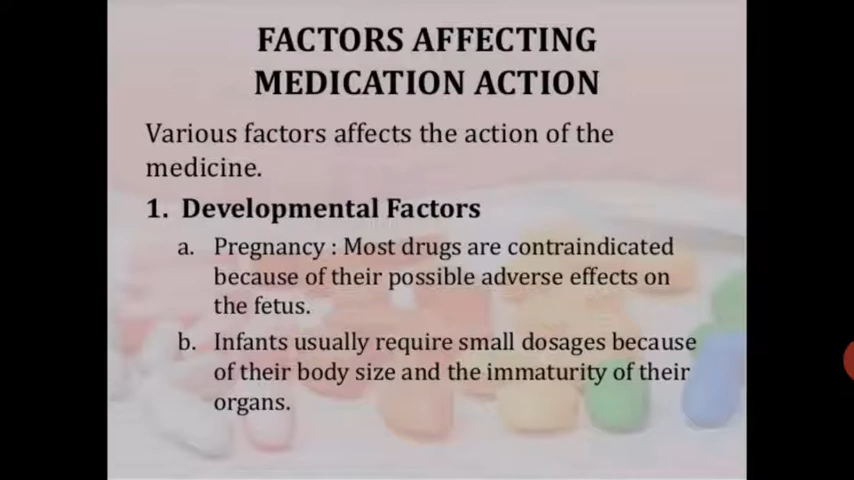 FACTORS AFFECTING
MEDICATION ACTION
Various factors affects the action of the
medicine.
1. Developmental Factors
a. Pregnancy : Most drugs are contraindicated
because of their possible adverse effects on
the fetus.
b. Infants usually require small dosages because
of their body size and the immaturity of their
organs.